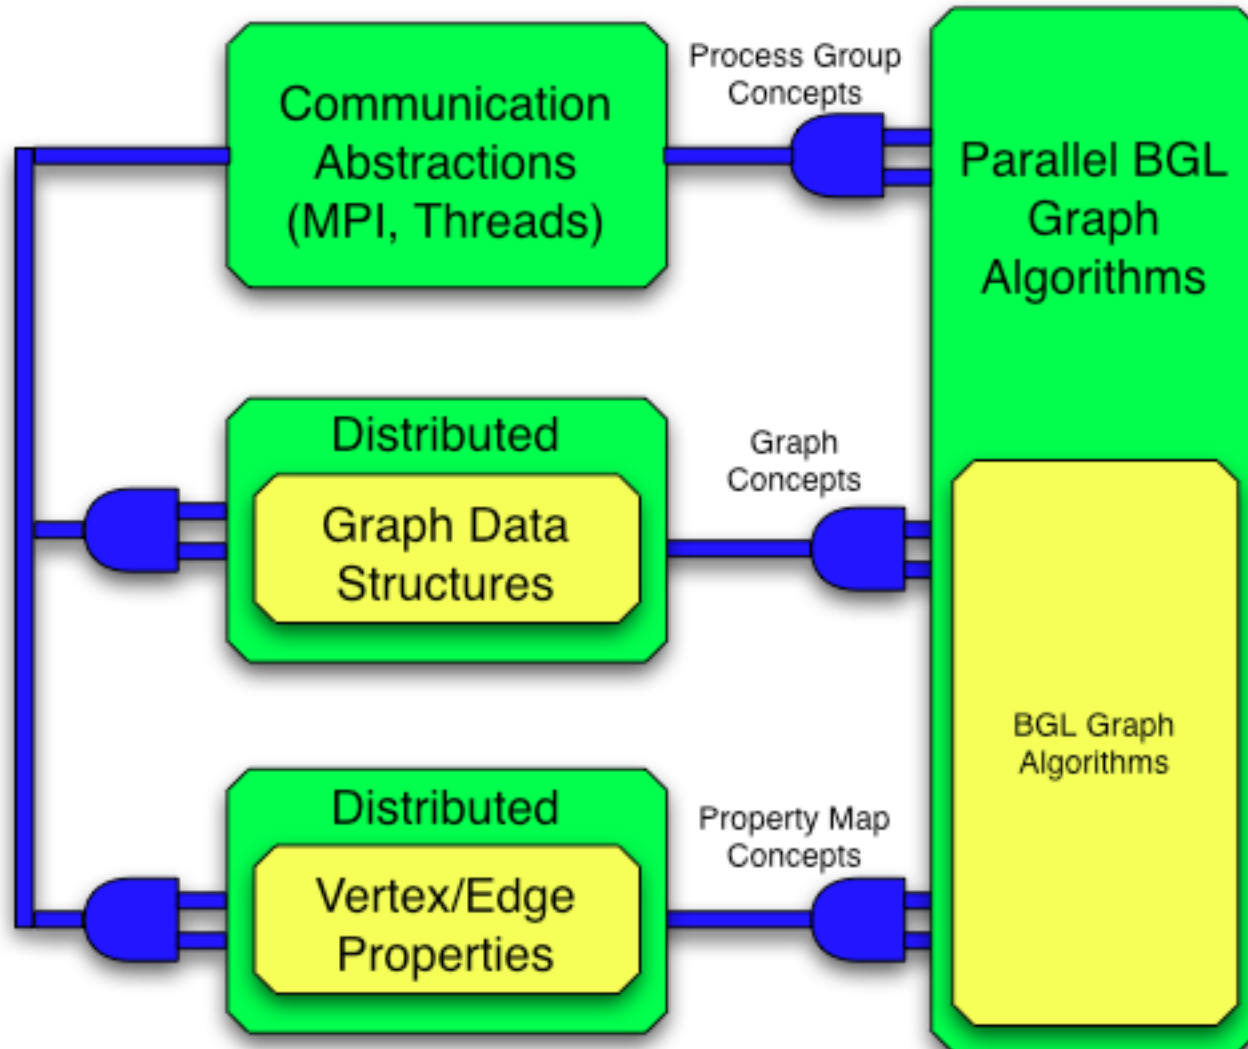 Communication
Abstractions
(MPI, Threads)
Process Group
Concepts
Parallel BGL
Graph
Algorithms
Distributed
Graph Data
Structures
Graph
Concepts
BGL Graph
Algorithms
Distributed
Vertex/Edge
Properties
Property Map
Concepts